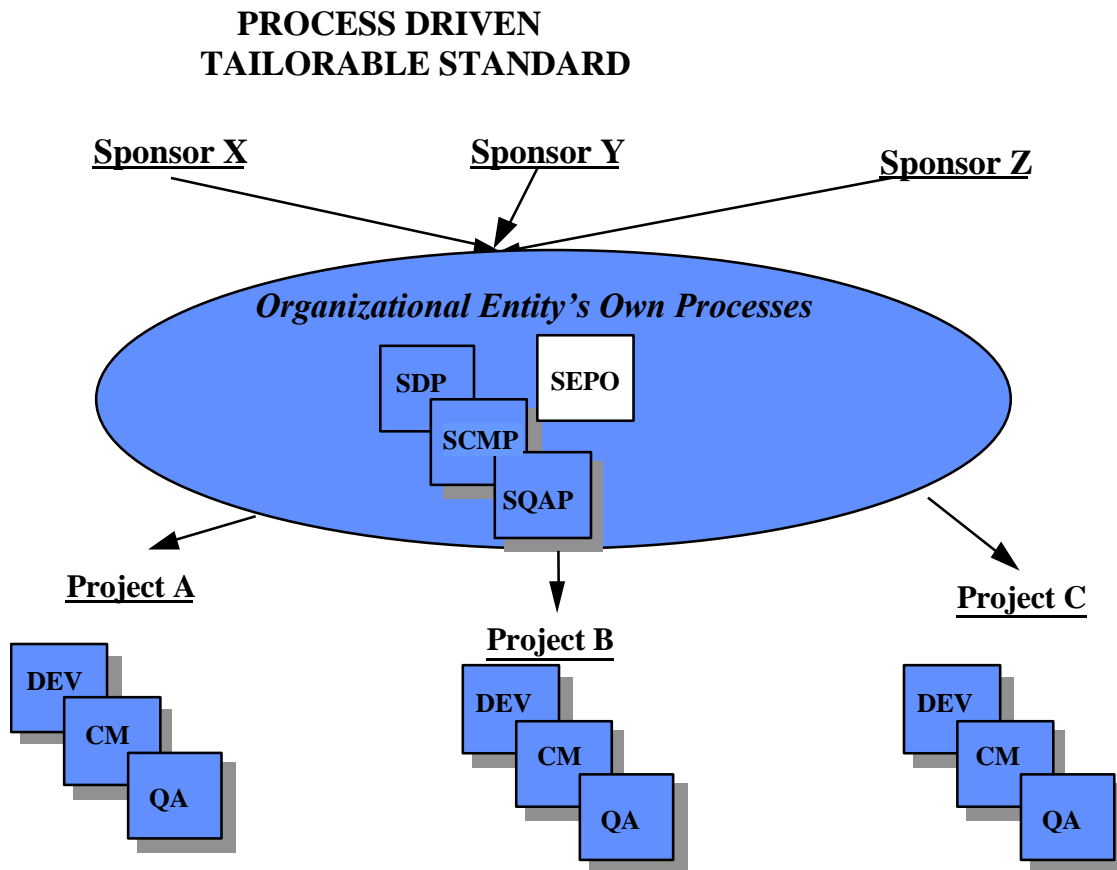 PROCESS DRIVEN
TAILORABLE STANDARD
Sponsor X
Sponsor Y
Sponsor Z
Organizational Entity’s Own Processes
SDP
SEPO
SCMP
SQAP
Project A
DEV
CM
QA
Project B
DEV
CM
QA
Project C
DEV
CM
QA